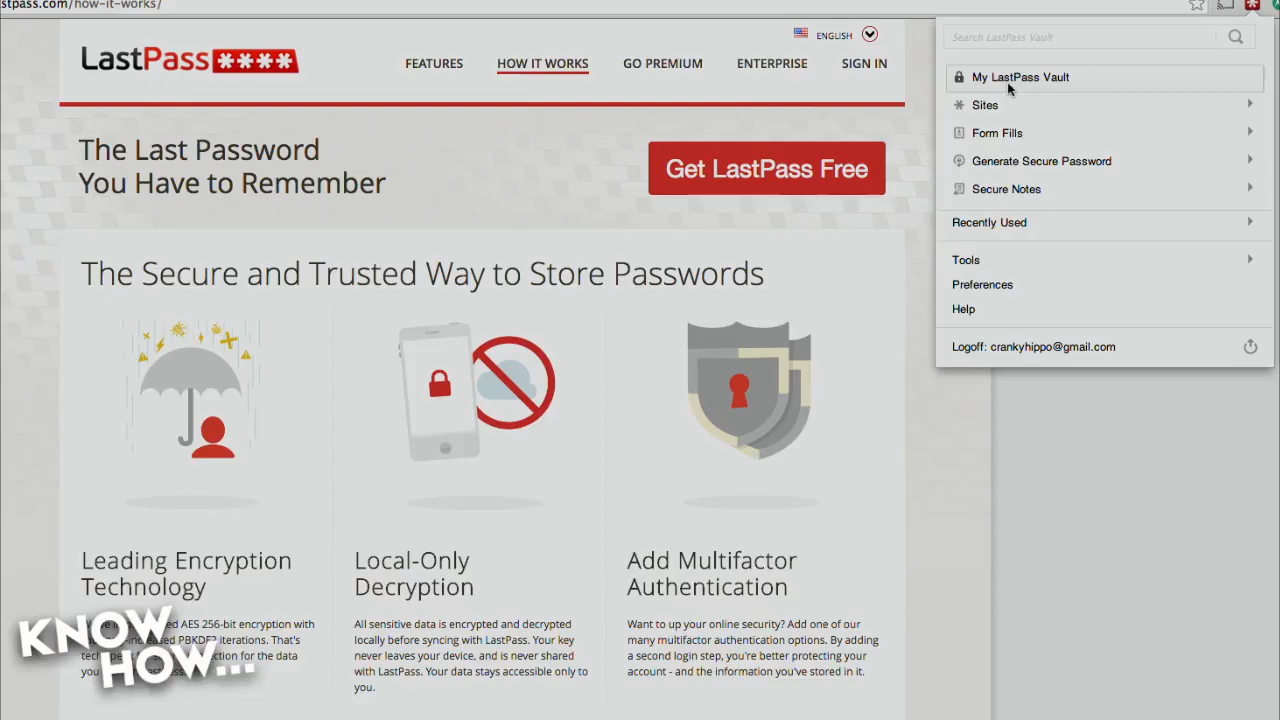 stpass.com/how-it-works/
LastPass ****
ENGLISH
FEATURES HOW IT WORKS GO PREMIUM ENTERPRISE SIGN IN
The Last Password
You Have to Remember
Get LastPass Free
The Secure and Trusted Way to Store Passwords
Leading Encryption
Technology
AES 256-bit encryption with
PBKDF2 iterations. That's
for the data
Local-Only
Decryption
All sensitive data is encrypted and decrypted
locally before syncing with LastPass. Your key
never leaves your device, and is never shared
with LastPass. Your data stays accessible only to
you.
Add Multifactor
Authentication
Want to up your online security? Add one of our
many multifactor authentication options. By adding
a second login step, you're better protecting your
account - and the information you've stored in it.
Search LastPass Vault
My LastPass Vault
Sites
Form Fills
Generate Secure Password
Secure Notes
Recently Used
Tools
Preferences
Help
Logoff: crankyhippo@gmail.com
KNOW
HOW...